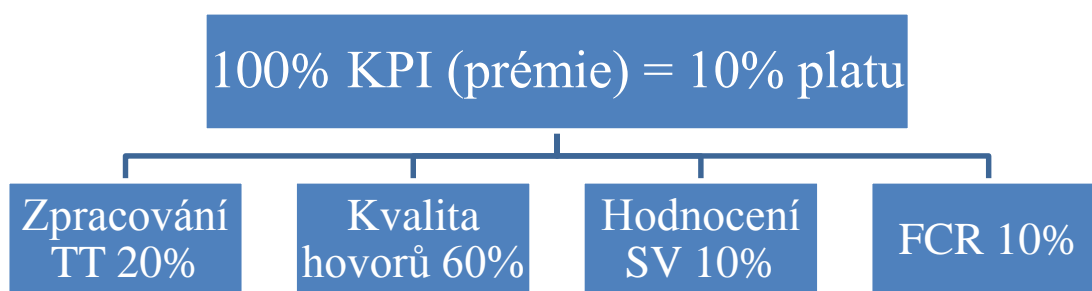 100% KPI (prémie) = 10% platu
Zpracování
TT 20%
Kvalita
hovorů 60%
Hodnocení
SV 10%
FCR 10%